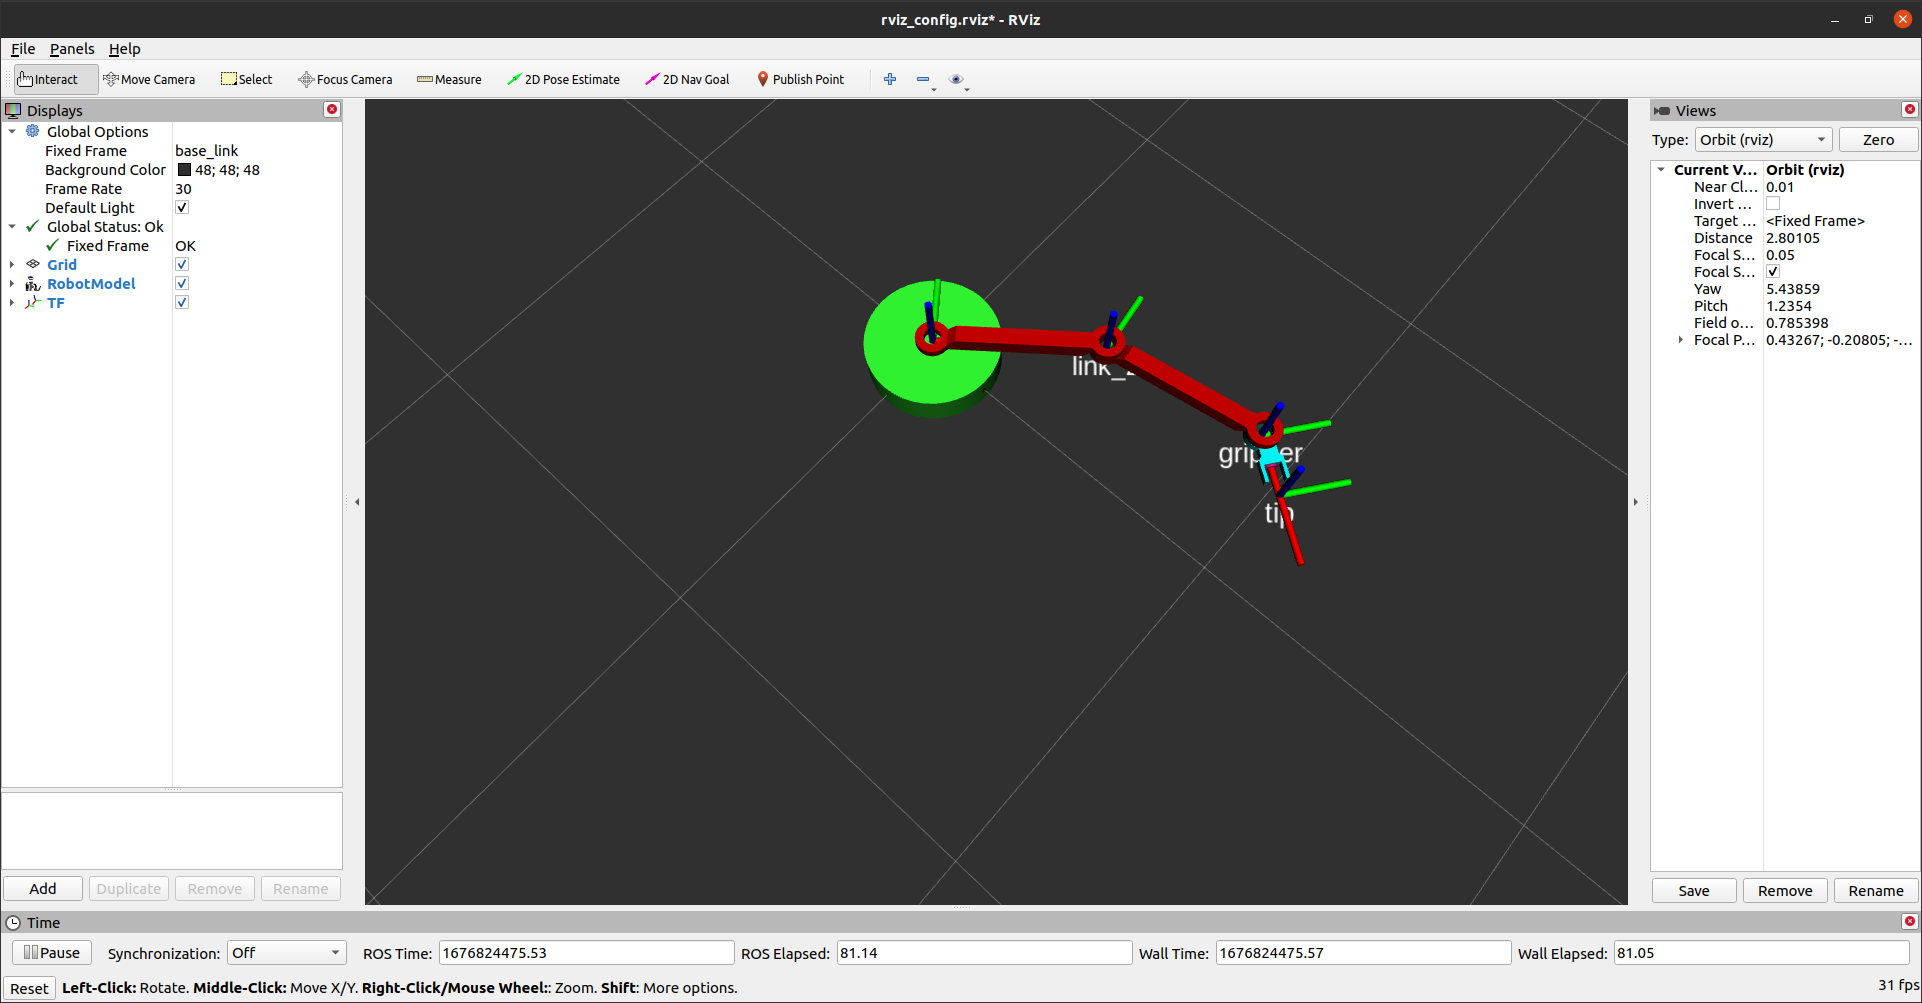 rviz_config.rviz* - RViz
File Panels Help
Interact Move Camera Select Focus Camera Measure 2D Pose Estimate 2D Nav Goal Publish Point
Displays
Global Options
Fixed Frame base_link
Background Color 48; 48; 48
Frame Rate 30
Default Light
Global Status: Ok
Fixed Frame OK
Grid
RobotModel
TF
Add Duplicate Remove Rename
tip
Views
Type: Orbit (rviz) Zero
Current V... Orbit (rviz)
Near Cl... 0.01
Invert ...
Target ... <Fixed Frame>
Distance 2.80105
Focal S... 0.05
Focal S...
Yaw 5.43859
Pitch 1.2354
Field o... 0.785398
Focal P... 0.43267; -0.20805; -...
Save Remove Rename
Time
Pause Synchronization: Off ROS Time: 1676824475.53 ROS Elapsed: 81.14 Wall Time: 1676824475.57 Wall Elapsed: 81.05
Reset Left-Click: Rotate. Middle-Click: Move X/Y. Right-Click/Mouse Wheel:: Zoom. Shift: More options. 31 fps